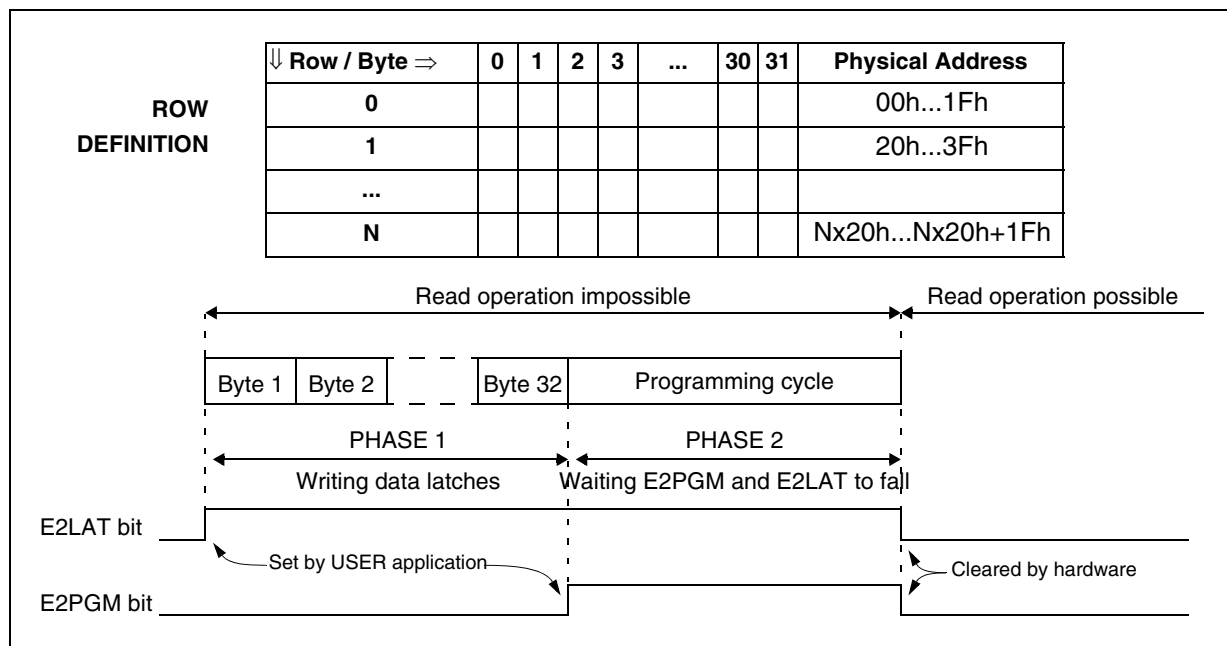 ⇓ Row / Byte ⇒ 0 1 2 3 ... 30 31 Physical Address
ROW
DEFINITION
0 00h...1Fh
1 20h...3Fh
...
N Nx20h...Nx20h+1Fh
Read operation impossible Read operation possible
Byte 1 Byte 2 Byte 32 Programming cycle
PHASE 1 PHASE 2
Writing data latches Waiting E2PGM and E2LAT to fall
E2LAT bit
Set by USER application Cleared by hardware
E2PGM bit